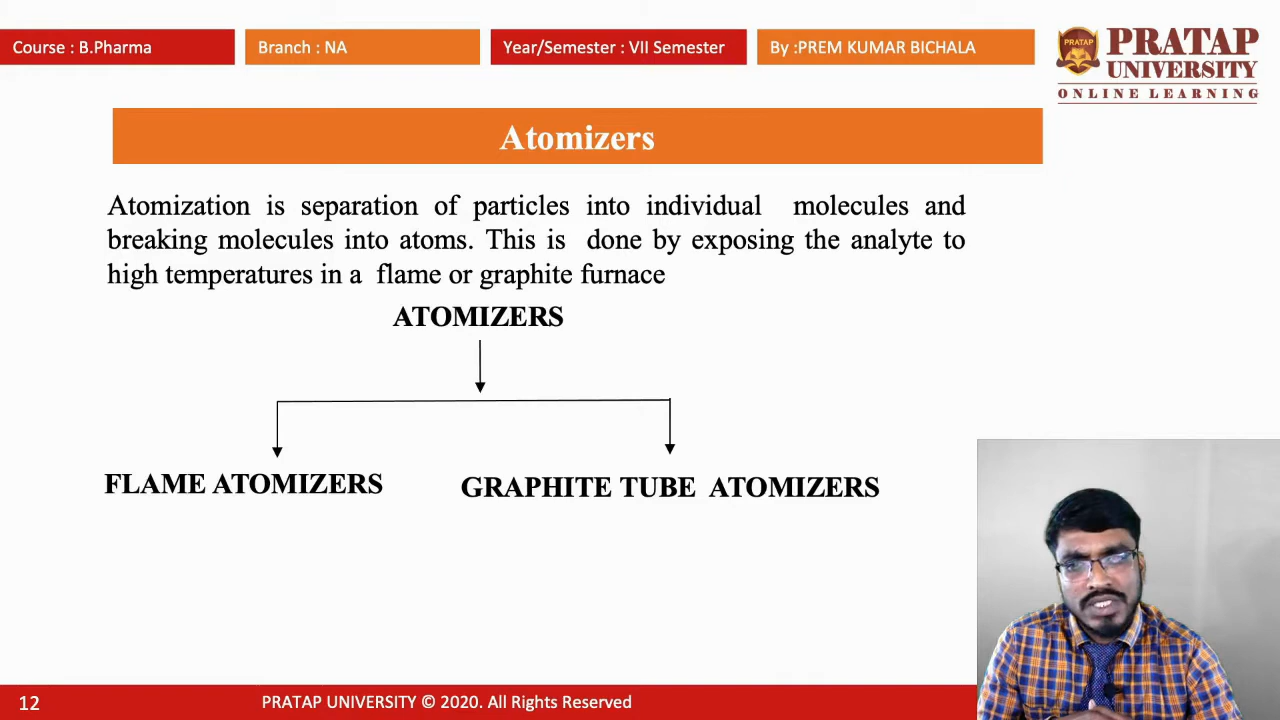 Course : B.Pharma
Branch : NA
Year/Semester : VII Semester
By :PREM KUMAR BICHALA
PRATAP
PRATAP
UNIVERSITY
ONLINE LEARNING
Atomizers
Atomization is separation of particles into individual molecules and
breaking molecules into atoms. This is done by exposing the analyte to
high temperatures in a flame or graphite furnace
ATOMIZERS
FLAME ATOMIZERS
GRAPHITE TUBE ATOMIZERS
12
PRATAP UNIVERSITY © 2020. All Rights Reserved